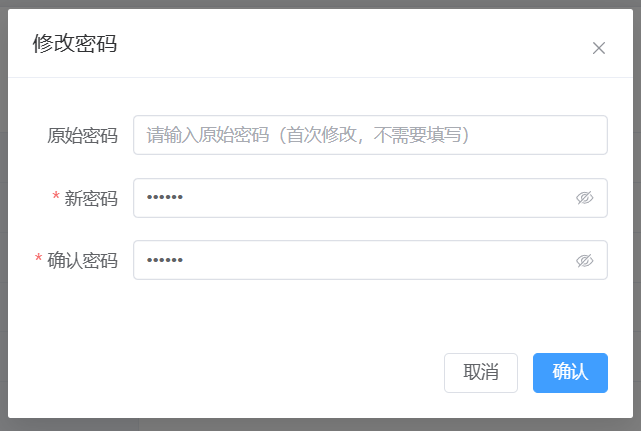 修改密码
原始密码 请输入原始密码（首次修改，不需要填写）
* 新密码 ••••••
* 确认密码 ••••••
取消 确认